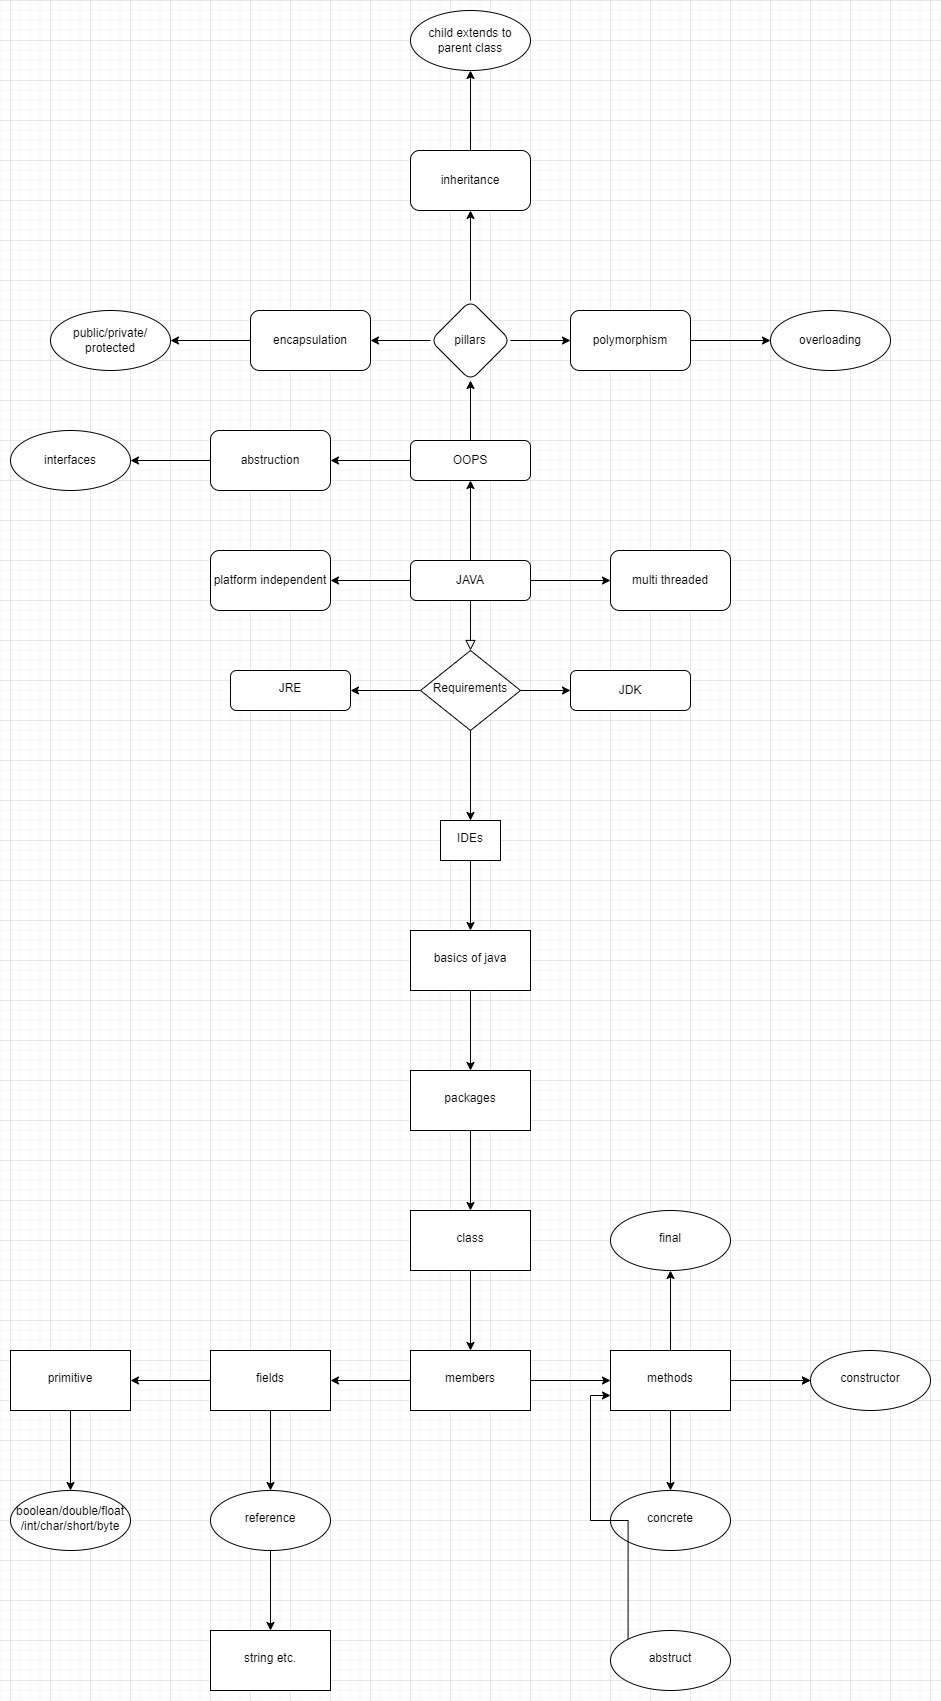 child extends to
parent class
inheritance
public/private/
protected
encapsulation
pillars
polymorphism
overloading
interfaces
abstruction
OOPS
platform independent
JAVA
multi threaded
JRE
Requirements
JDK
IDEs
basics of java
packages
class
final
primitive
fields
members
methods
constructor
boolean/double/float
/int/char/short/byte
reference
concrete
string etc.
abstruct